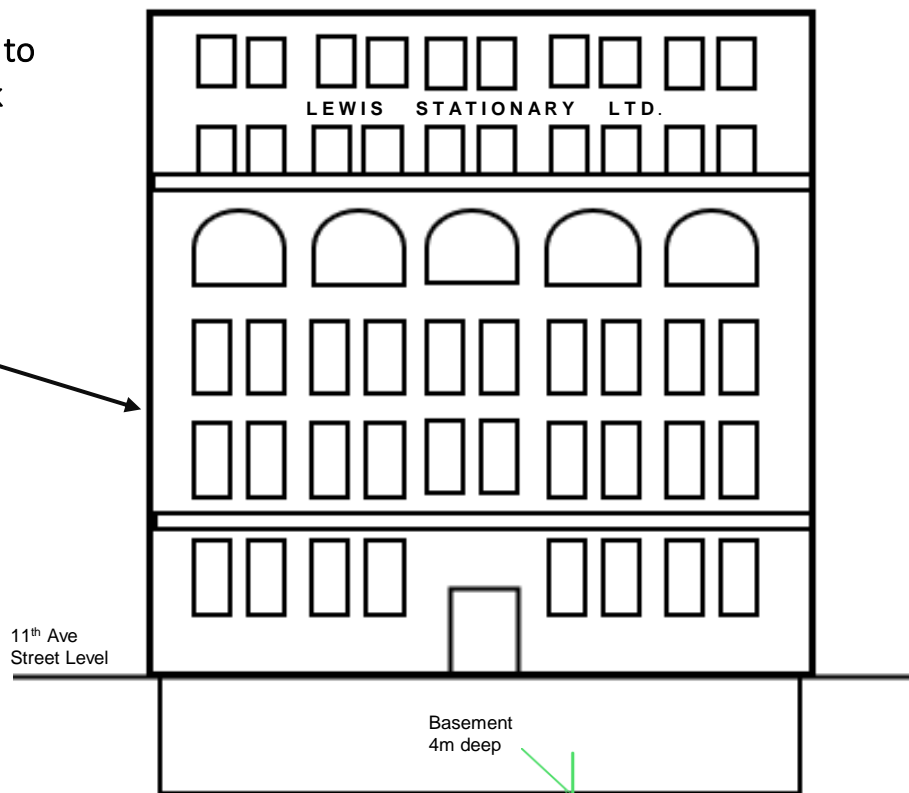 to
LEWIS STATIONARY LTD.
11th Ave
Street Level
Basement
4m deep